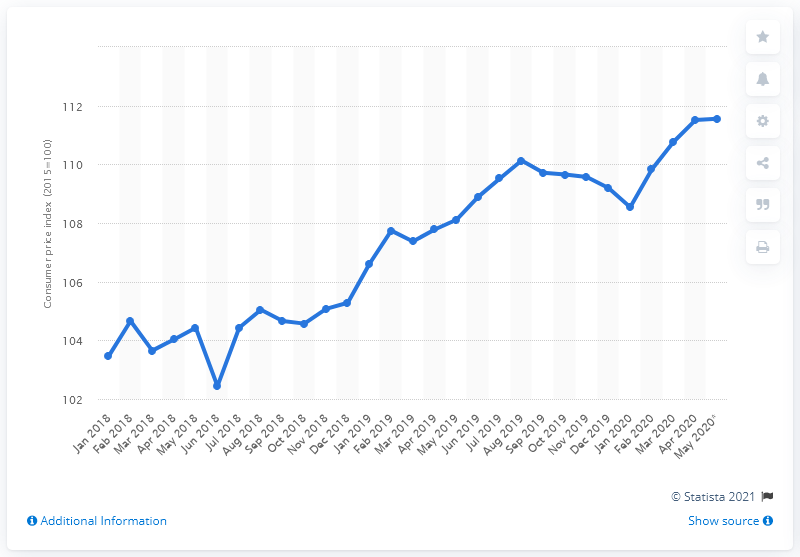 Consumer price index (2015=100)
112
110
108
106
104
102
Jan 2018
Feb 2018
Mar 2018
Apr 2018
May 2018
Jun 2018
Jul 2018
Aug 2018
Sep 2018
Oct 2018
Nov 2018
Dec 2018
Jan 2019
Feb 2019
Mar 2019
Apr 2019
May 2019
Jun 2019
Jul 2019
Aug 2019
Sep 2019
Oct 2019
Nov 2019
Dec 2019
Jan 2020
Feb 2020
Mar 2020
Apr 2020
May 2020*
© Statista 2021
Additional Information
Show source